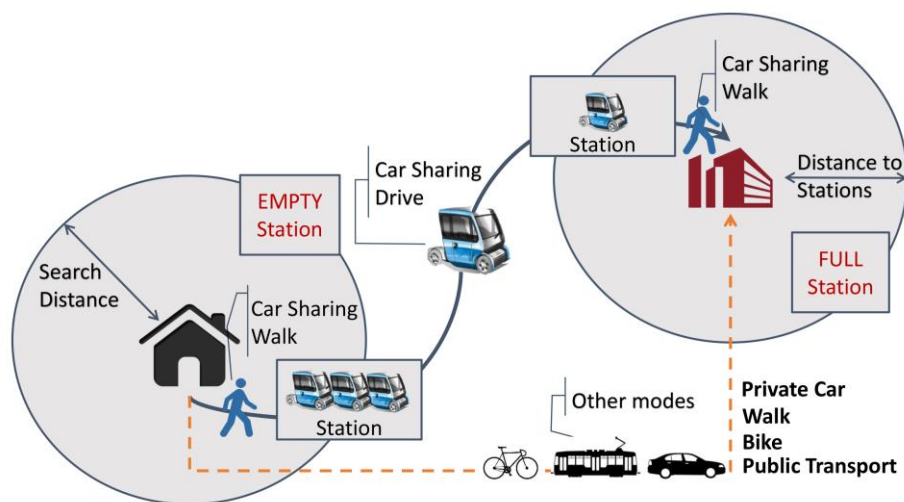 Car Sharing
Walk
Station
Distance to
Stations
FULL
Station
Car Sharing
Drive
EMPTY
Station
Search
Distance
Car Sharing
Walk
Station
Other modes
Private Car
Walk
Bike
Public Transport